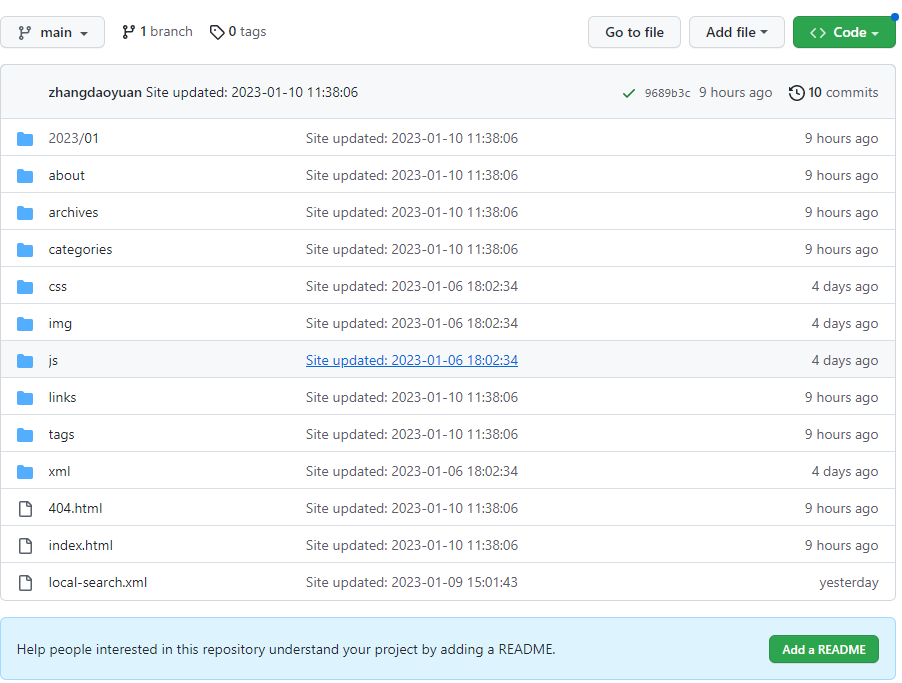 main 1 branch 0 tags Go to file Add file Code
zhangdaoyuan Site updated: 2023-01-10 11:38:06 9689b3c 9 hours ago 10 commits
2023/01 Site updated: 2023-01-10 11:38:06 9 hours ago
about Site updated: 2023-01-10 11:38:06 9 hours ago
archives Site updated: 2023-01-10 11:38:06 9 hours ago
categories Site updated: 2023-01-10 11:38:06 9 hours ago
css Site updated: 2023-01-06 18:02:34 4 days ago
img Site updated: 2023-01-06 18:02:34 4 days ago
js Site updated: 2023-01-06 18:02:34 4 days ago
links Site updated: 2023-01-10 11:38:06 9 hours ago
tags Site updated: 2023-01-10 11:38:06 9 hours ago
xml Site updated: 2023-01-06 18:02:34 4 days ago
404.html Site updated: 2023-01-10 11:38:06 9 hours ago
index.html Site updated: 2023-01-10 11:38:06 9 hours ago
local-search.xml Site updated: 2023-01-09 15:01:43 yesterday
Help people interested in this repository understand your project by adding a README. Add a README